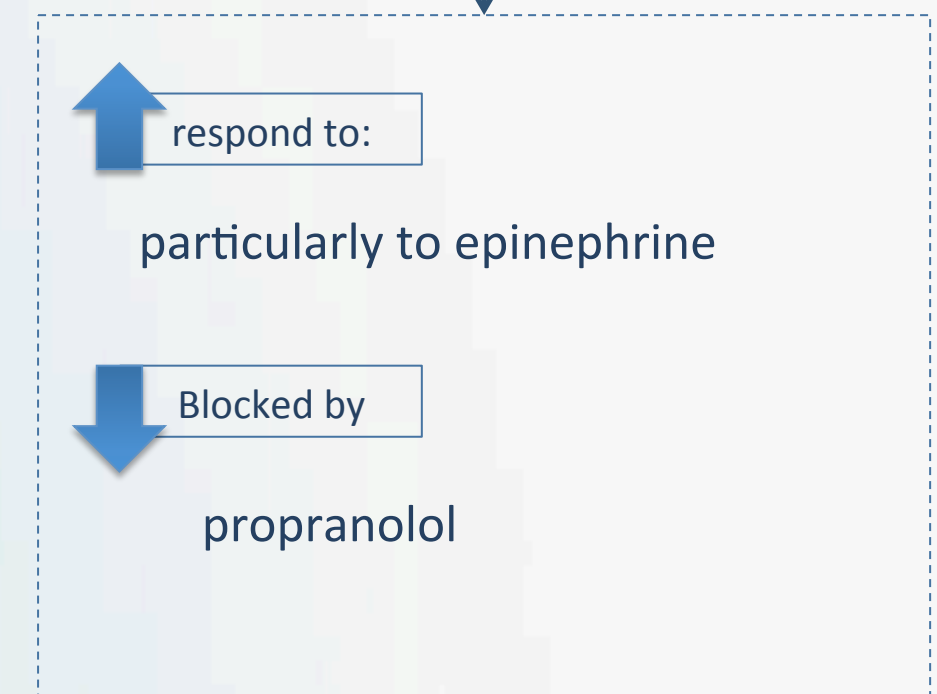 respond to:
particularly to epinephrine
Blocked by
propranolol